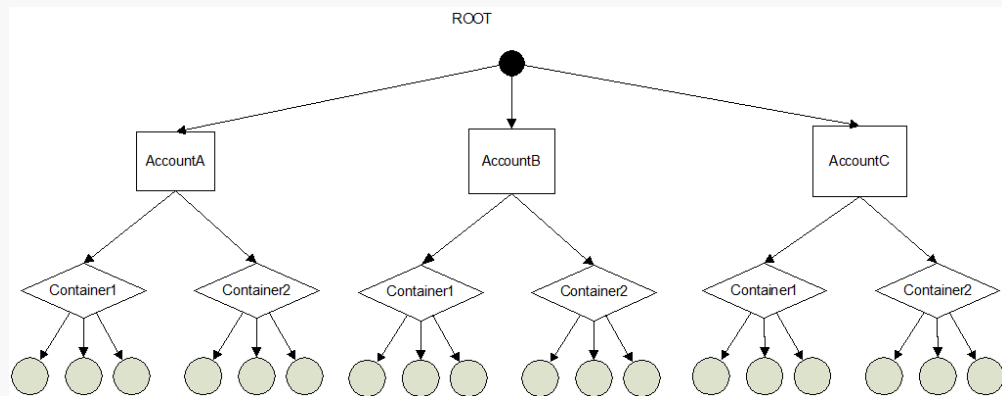 ROOT
AccountA
AccountB
AccountC
Container1
Container2
Container1
Container2
Container1
Container2